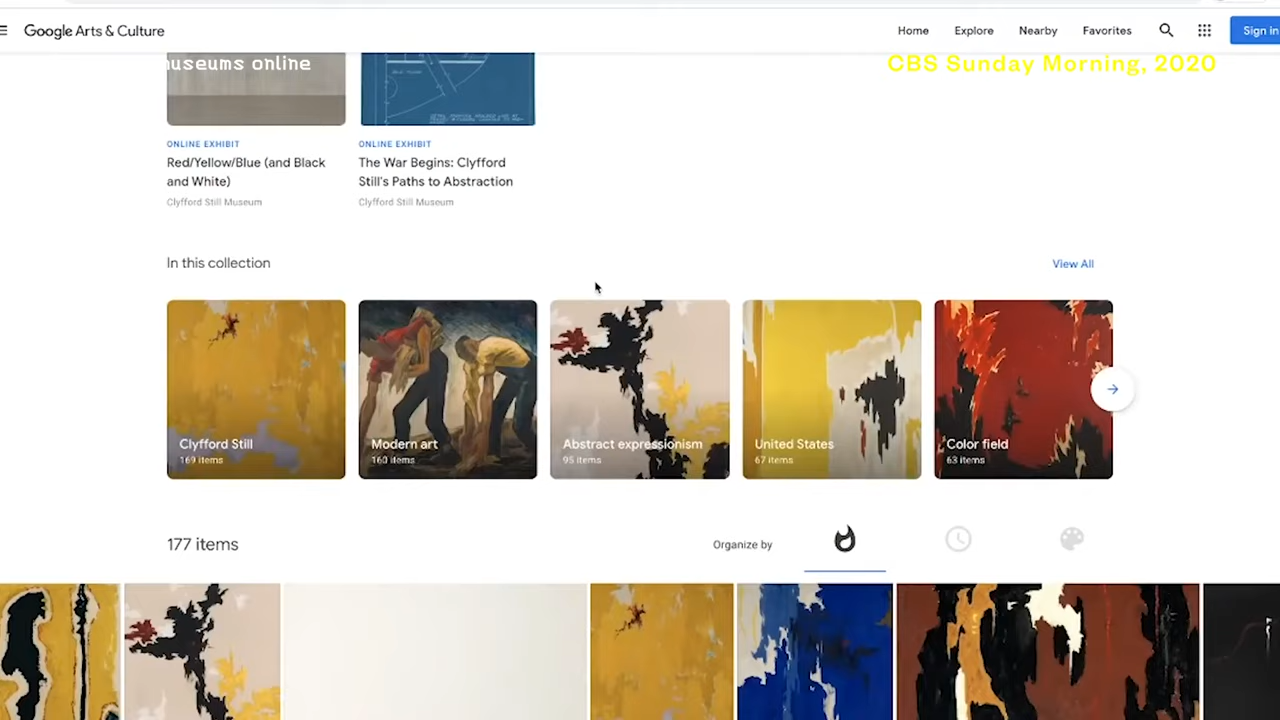 Google Arts & Culture
Home
Explore
Nearby
Favorites
Sign in
online
CBS Sunday Morning, 2020
ONLINE EXHIBIT
Red/Yellow/Blue (and Black
and White)
Clyfford Still Museum
ONLINE EXHIBIT
The War Begins: Clyfford
Still's Paths to Abstraction
Clyfford Still Museum
In this collection
View All
Clyfford Still
169 items
Modern art
160 items
Abstract expressionism
95 items
United States
67 items
Color field
63 items
177 items
Organize by